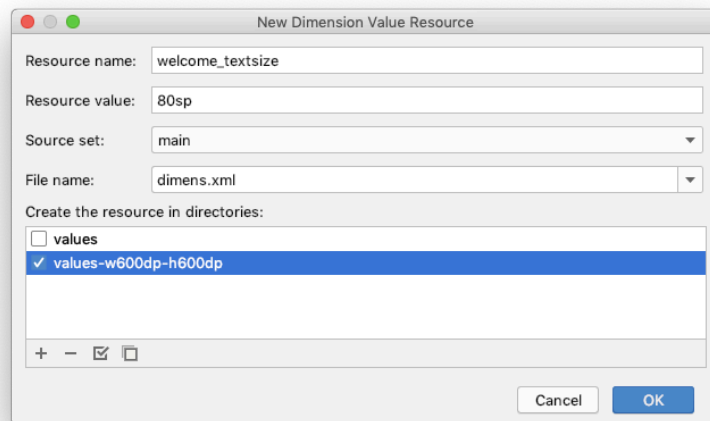 New Dimension Value Resource
Resource name: welcome_textsize
Resource value: 80sp
Source set: main
File name: dimens.xml
Create the resource in directories:
values
values-w600dp-h600dp
Cancel OK